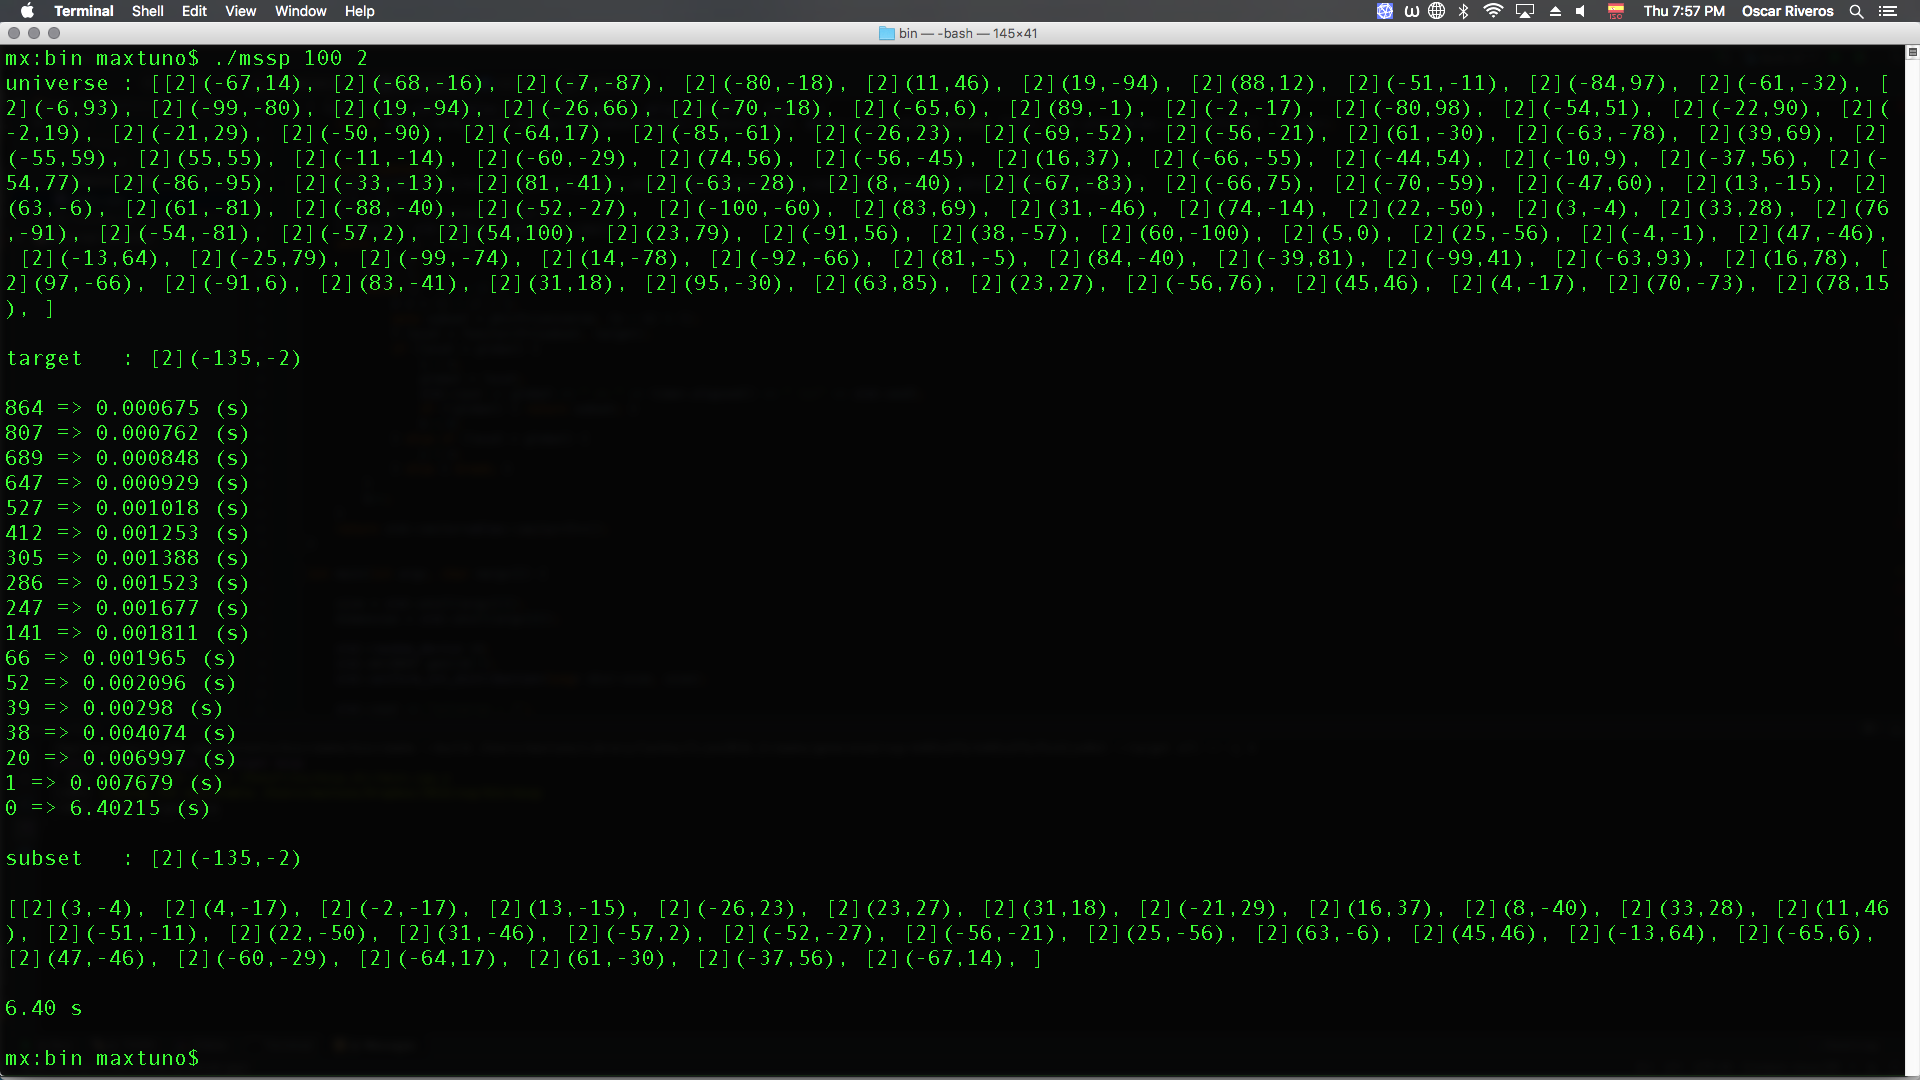 Terminal Shell Edit View Window Help Thu 7:57 PM Oscar Riveros
bin — -bash — 145×41
mx:bin maxtuno$ ./mssp 100 2
universe : [[2](-67,14), [2](-68,-16), [2](-7,-87), [2](-80,-18), [2](11,46), [2](19,-94), [2](88,12), [2](-51,-11), [2](-84,97), [2](-61,-32), [
2](-6,93), [2](-99,-80), [2](19,-94), [2](-26,66), [2](-70,-18), [2](-65,6), [2](89,-1), [2](-2,-17), [2](-80,98), [2](-54,51), [2](-22,90), [2](
-2,19), [2](-21,29), [2](-50,-90), [2](-64,17), [2](-85,-61), [2](-26,23), [2](-69,-52), [2](-56,-21), [2](61,-30), [2](-63,-78), [2](39,69), [2]
(-55,59), [2](55,55), [2](-11,-14), [2](-60,-29), [2](74,56), [2](-56,-45), [2](16,37), [2](-66,-55), [2](-44,54), [2](-10,9), [2](-37,56), [2](-
54,77), [2](-86,-95), [2](-33,-13), [2](81,-41), [2](-63,-28), [2](8,-40), [2](-67,-83), [2](-66,75), [2](-70,-59), [2](-47,60), [2](13,-15), [2]
(63,-6), [2](61,-81), [2](-88,-40), [2](-52,-27), [2](-100,-60), [2](83,69), [2](31,-46), [2](74,-14), [2](22,-50), [2](3,-4), [2](33,28), [2](76
,-91), [2](-54,-81), [2](-57,2), [2](54,100), [2](23,79), [2](-91,56), [2](38,-57), [2](60,-100), [2](5,0), [2](25,-56), [2](-4,-1), [2](47,-46),
[2](-13,64), [2](-25,79), [2](-99,-74), [2](14,-78), [2](-92,-66), [2](81,-5), [2](84,-40), [2](-39,81), [2](-99,41), [2](-63,93), [2](16,78), [
2](97,-66), [2](-91,6), [2](83,-41), [2](31,18), [2](95,-30), [2](63,85), [2](23,27), [2](-56,76), [2](45,46), [2](4,-17), [2](70,-73), [2](78,15
), ]
target : [2](-135,-2)
864 => 0.000675 (s)
807 => 0.000762 (s)
689 => 0.000848 (s)
647 => 0.000929 (s)
527 => 0.001018 (s)
412 => 0.001253 (s)
305 => 0.001388 (s)
286 => 0.001523 (s)
247 => 0.001677 (s)
141 => 0.001811 (s)
66 => 0.001965 (s)
52 => 0.002096 (s)
39 => 0.00298 (s)
38 => 0.004074 (s)
20 => 0.006997 (s)
1 => 0.007679 (s)
0 => 6.40215 (s)
subset : [2](-135,-2)
[[2](3,-4), [2](4,-17), [2](-2,-17), [2](13,-15), [2](-26,23), [2](23,27), [2](31,18), [2](-21,29), [2](16,37), [2](8,-40), [2](33,28), [2](11,46
), [2](-51,-11), [2](22,-50), [2](31,-46), [2](-57,2), [2](-52,-27), [2](-56,-21), [2](25,-56), [2](63,-6), [2](45,46), [2](-13,64), [2](-65,6),
[2](47,-46), [2](-60,-29), [2](-64,17), [2](61,-30), [2](-37,56), [2](-67,14), ]
6.40 s
mx:bin maxtuno$